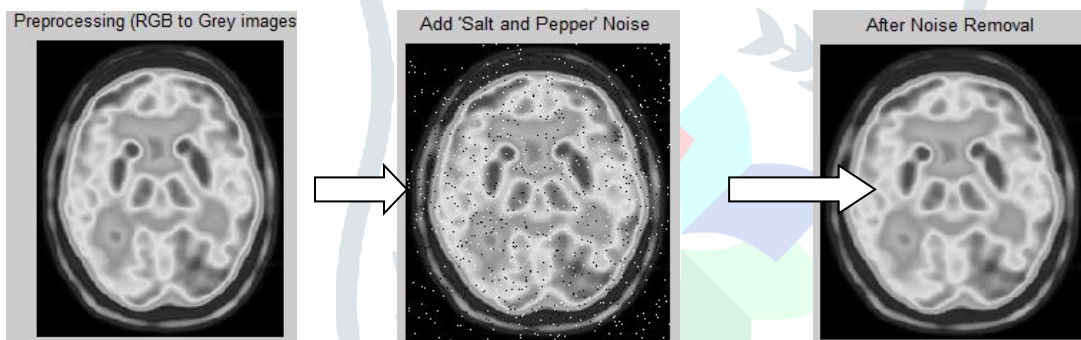 Preprocessing (RGB to Grey images
Add 'Salt and Pepper' Noise
After Noise Removal